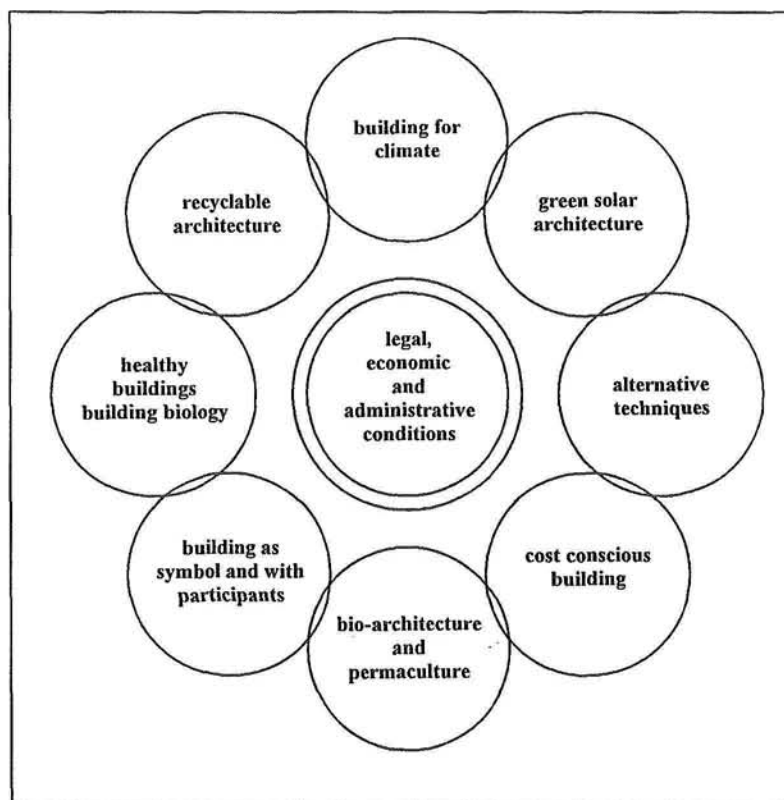 building for
climate
recyclable
architecture
green solar
architecture
healthy
buildings
building biology
legal,
economic
and
administrative
conditions
alternative
techniques
building as
symbol and with
participants
cost conscious
building
bio-architecture
and
permaculture